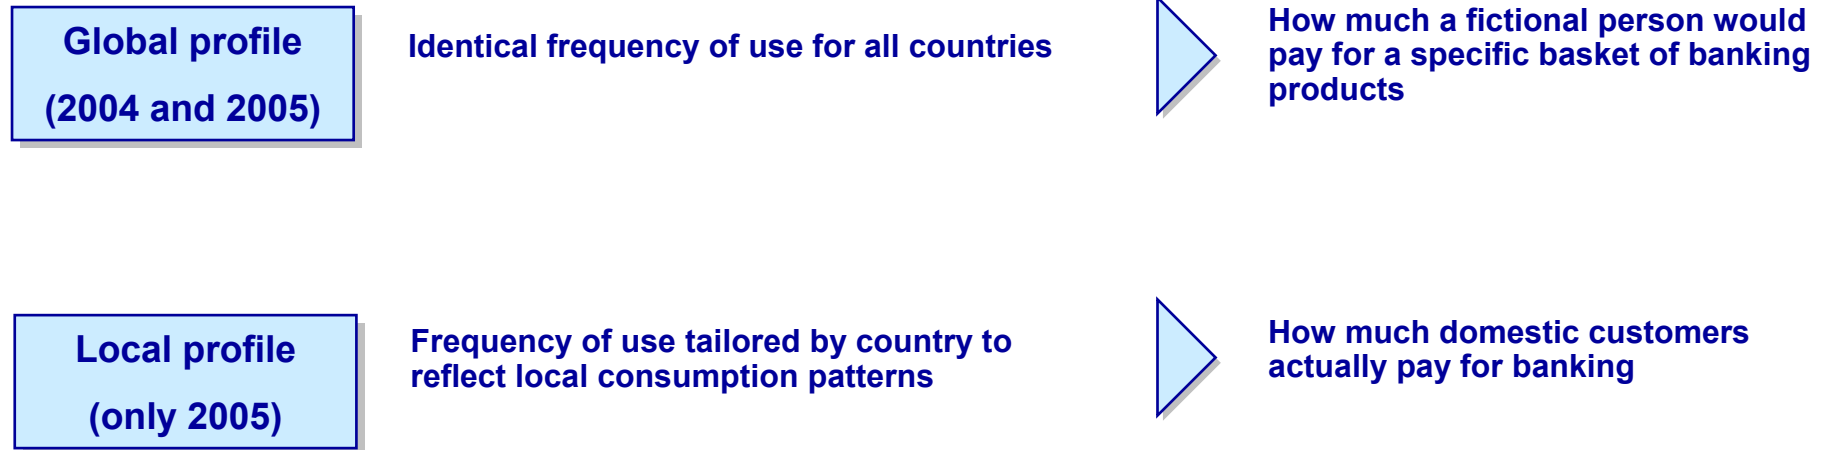 Global profile
(2004 and 2005)
Identical frequency of use for all countries
How much a fictional person would
pay for a specific basket of banking
products
Local profile
(only 2005)
Frequency of use tailored by country to
reflect local consumption patterns
How much domestic customers
actually pay for banking